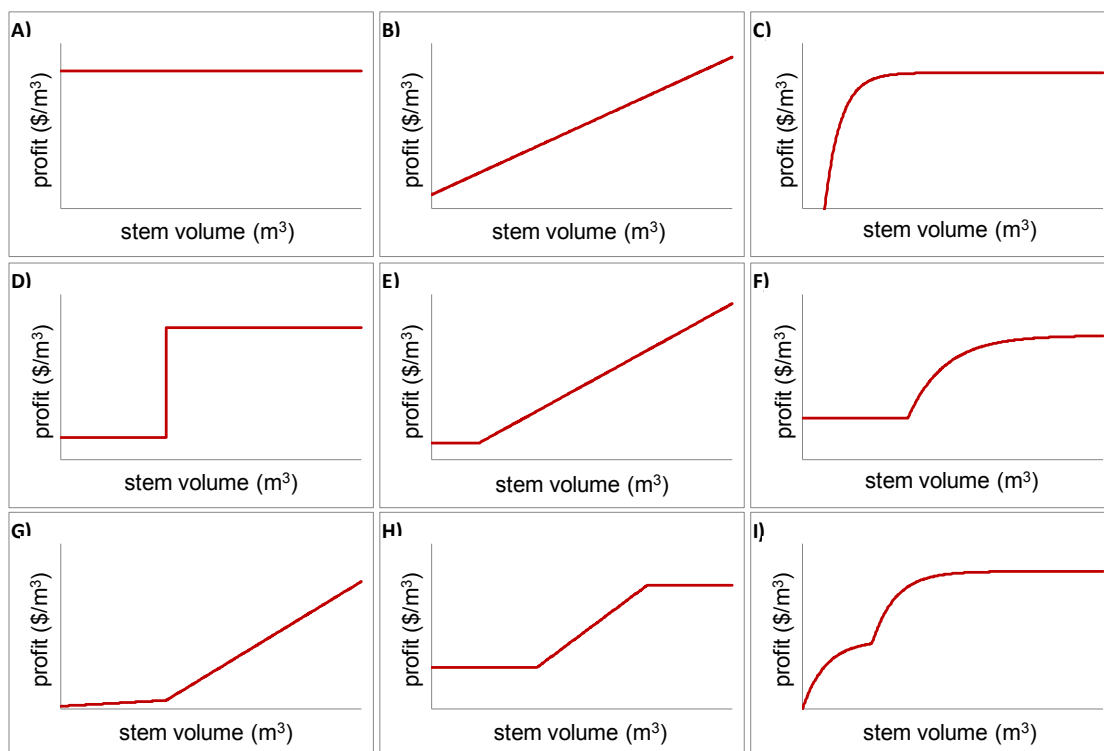 A)
profit ($/m³)
stem volume (m³)
B)
profit ($/m³)
stem volume (m³)
C)
profit ($/m³)
stem volume (m³)
D)
profit ($/m³)
stem volume (m³)
E)
profit ($/m³)
stem volume (m³)
F)
profit ($/m³)
stem volume (m³)
G)
profit ($/m³)
stem volume (m³)
H)
profit ($/m³)
stem volume (m³)
I)
profit ($/m³)
stem volume (m³)